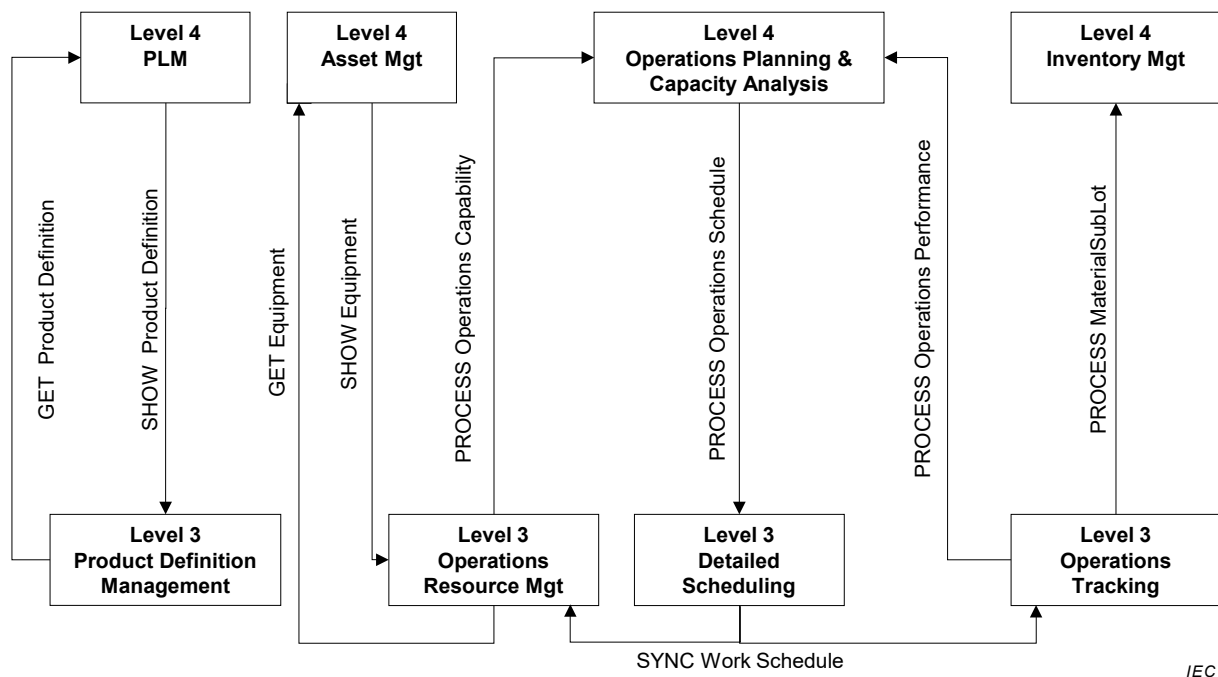 Level 4
PLM
Level 4
Asset Mgt
Level 4
Operations Planning &
Capacity Analysis
Level 4
Inventory Mgt
GET  Product Definition
SHOW  Product Definition
GET Equipment
SHOW Equipment
PROCESS Operations Capability
PROCESS Operations Schedule
PROCESS Operations Performance
PROCESS MaterialSubLot
Level 3
Product Definition
Management
Level 3
Operations
Resource Mgt
Level 3
Detailed
Scheduling
Level 3
Operations
Tracking
SYNC Work Schedule
IEC